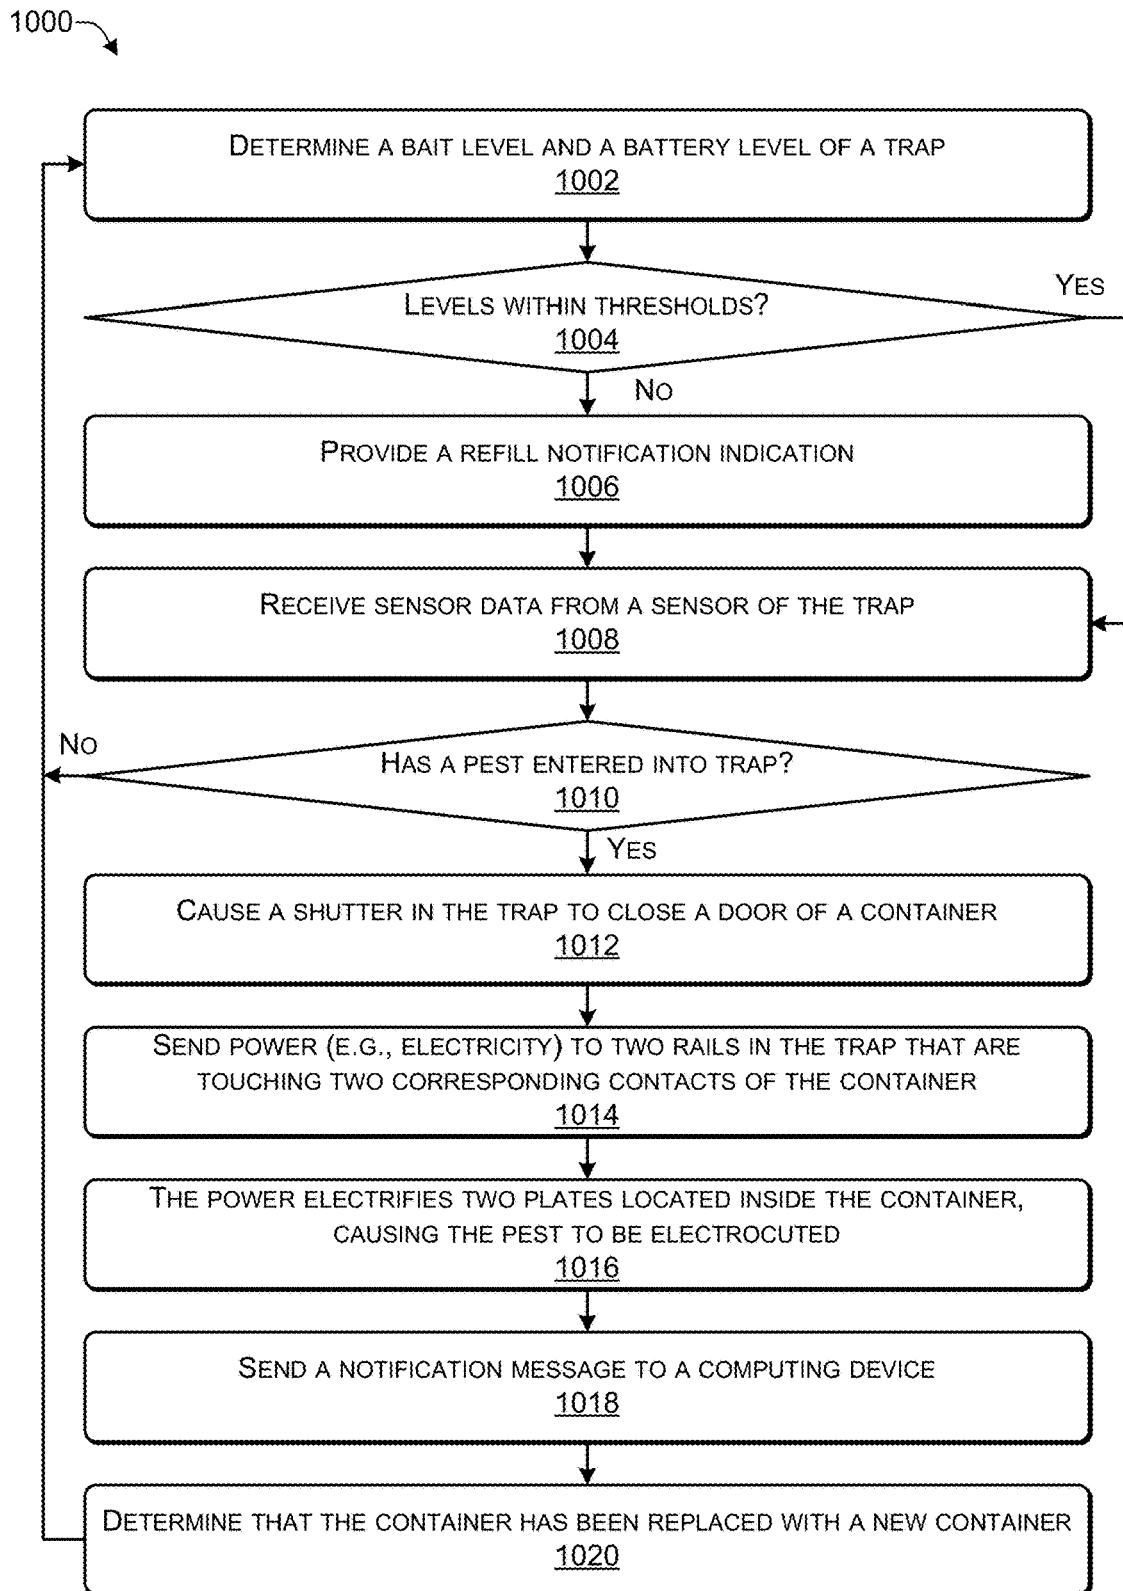 1000
DETERMINE A BAIT LEVEL AND A BATTERY LEVEL OF A TRAP
1002
LEVELS WITHIN THRESHOLDS?
1004
YES
NO
PROVIDE A REFILL NOTIFICATION INDICATION
1006
RECEIVE SENSOR DATA FROM A SENSOR OF THE TRAP
1008
NO
HAS A PEST ENTERED INTO TRAP?
1010
YES
CAUSE A SHUTTER IN THE TRAP TO CLOSE A DOOR OF A CONTAINER
1012
SEND POWER (E.G., ELECTRICITY) TO TWO RAILS IN THE TRAP THAT ARE
TOUCHING TWO CORRESPONDING CONTACTS OF THE CONTAINER
1014
THE POWER ELECTRIFIES TWO PLATES LOCATED INSIDE THE CONTAINER,
CAUSING THE PEST TO BE ELECTROCUTED
1016
SEND A NOTIFICATION MESSAGE TO A COMPUTING DEVICE
1018
DETERMINE THAT THE CONTAINER HAS BEEN REPLACED WITH A NEW CONTAINER
1020